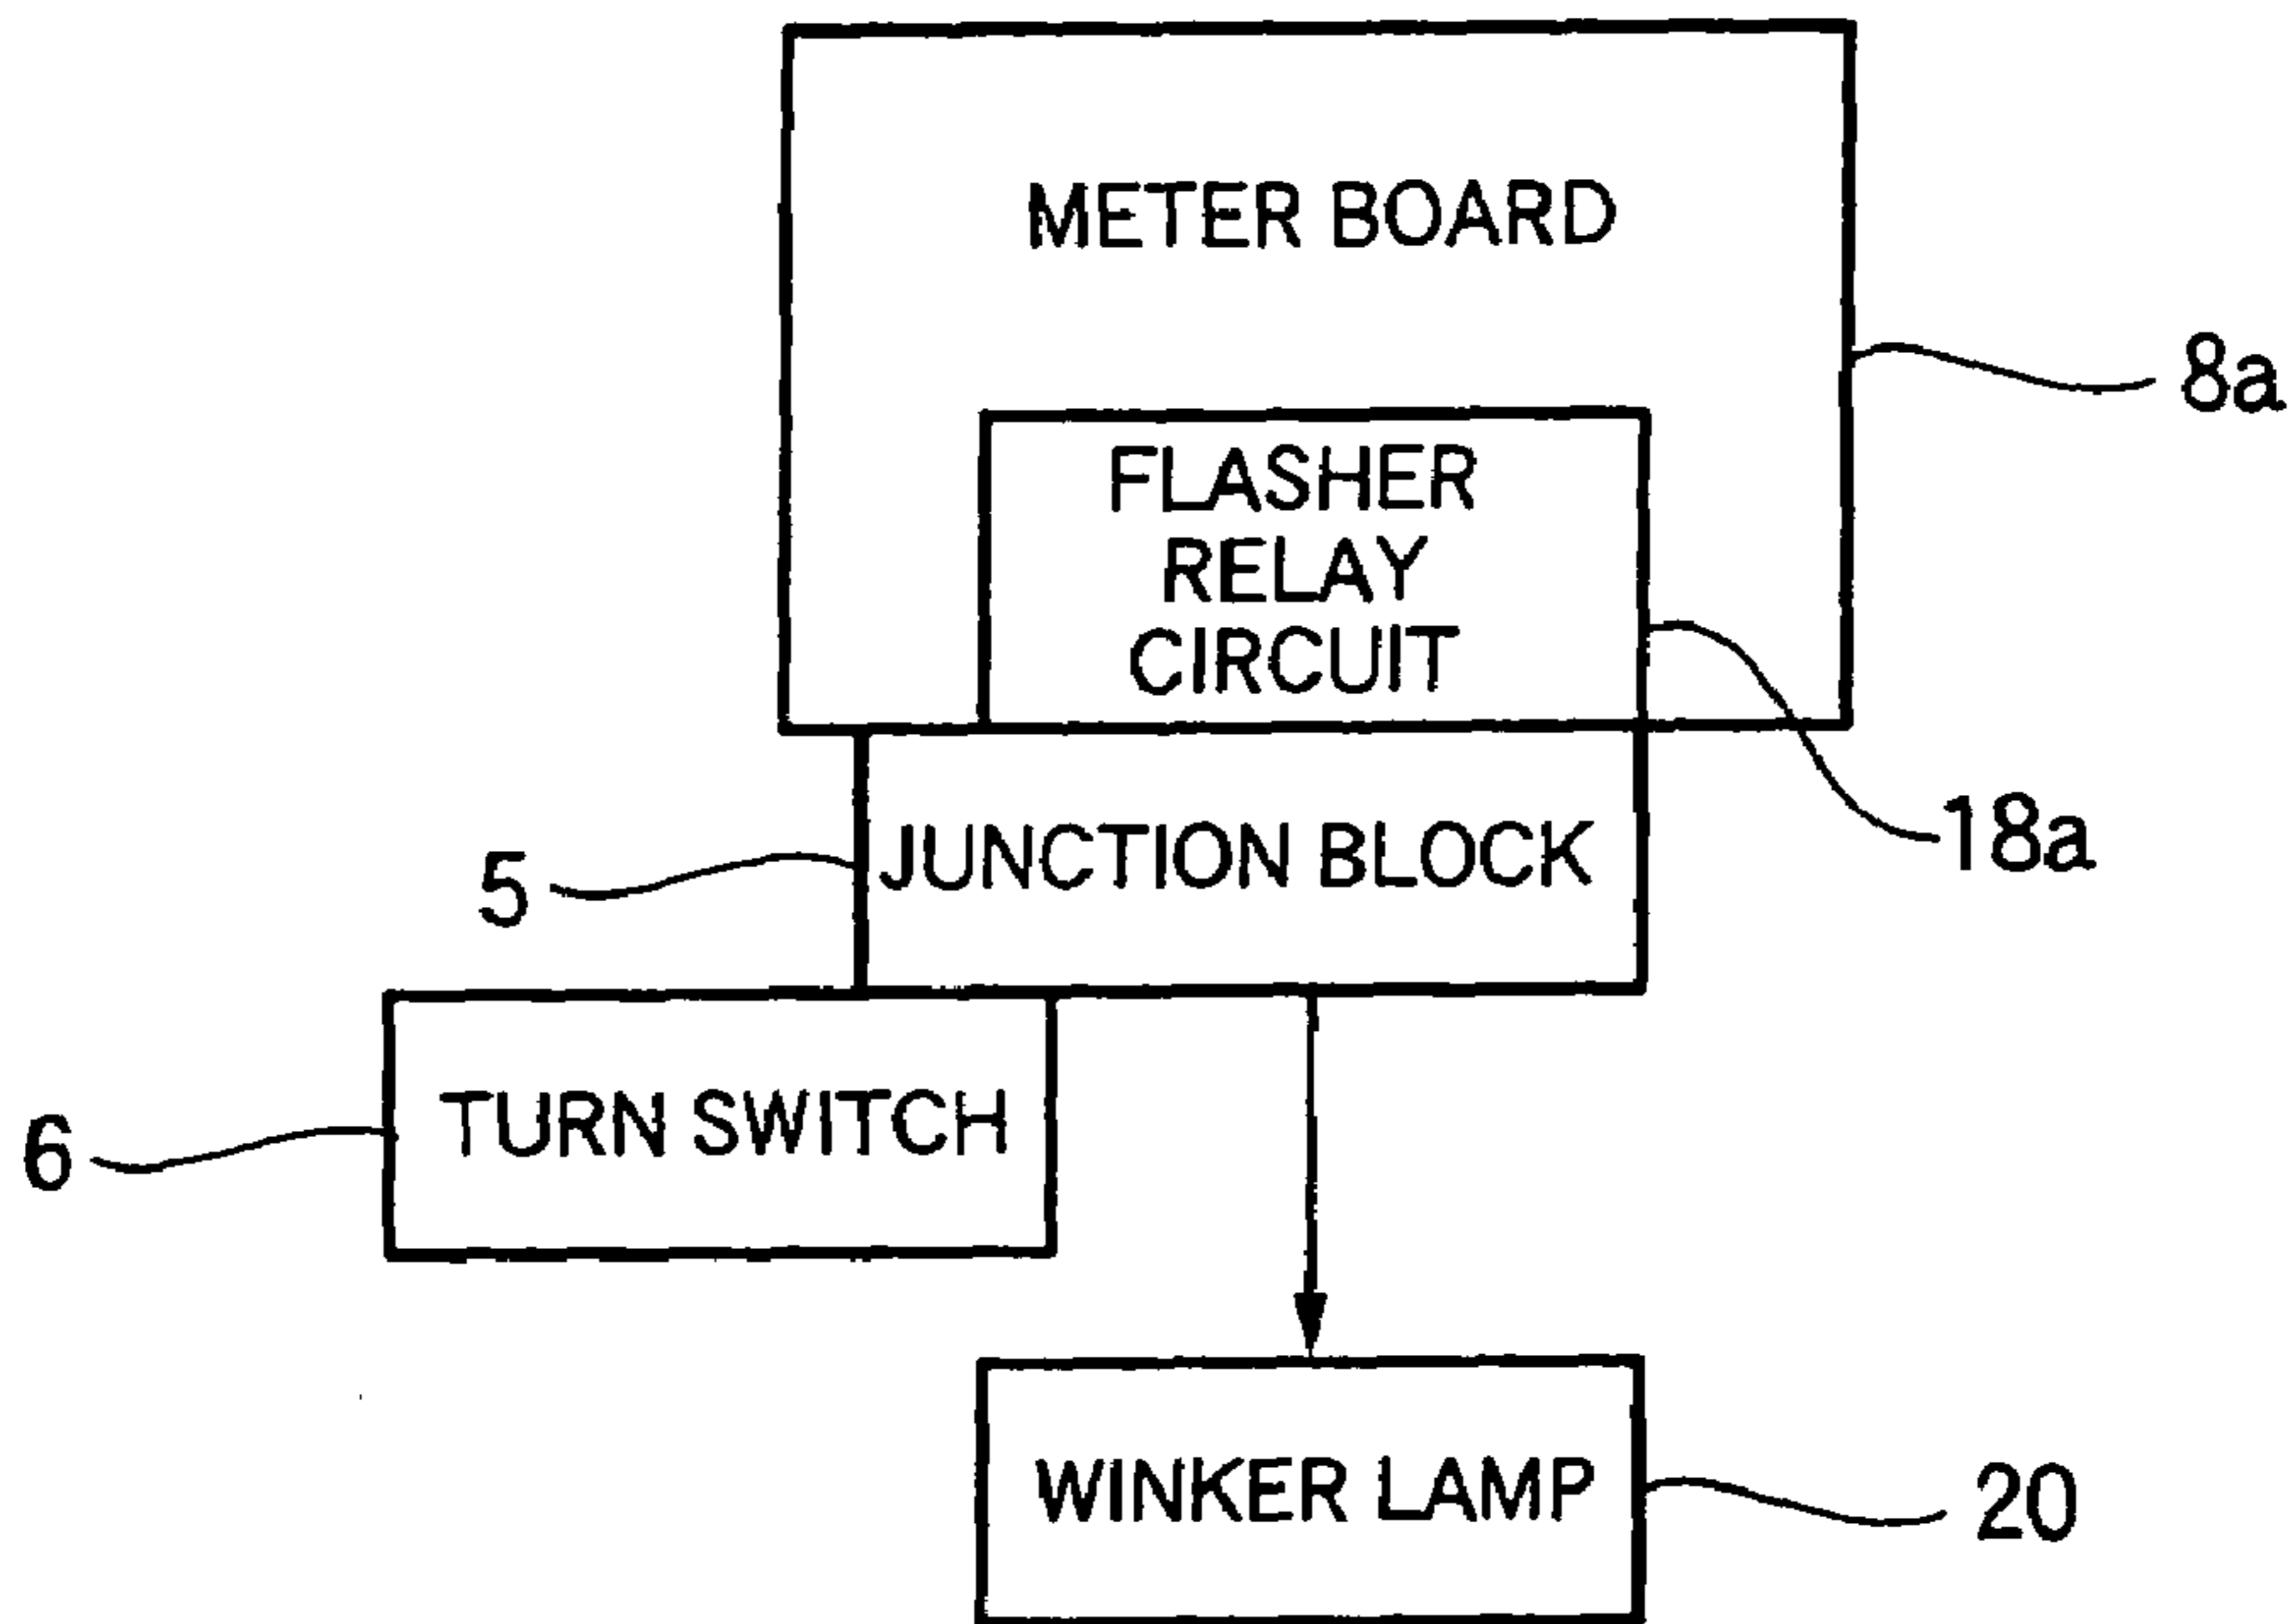 METER BOARD
8a
FLASHER
RELAY
CIRCUIT
18a
5
JUNCTION BLOCK
6
TURN SWITCH
WINKER LAMP
20